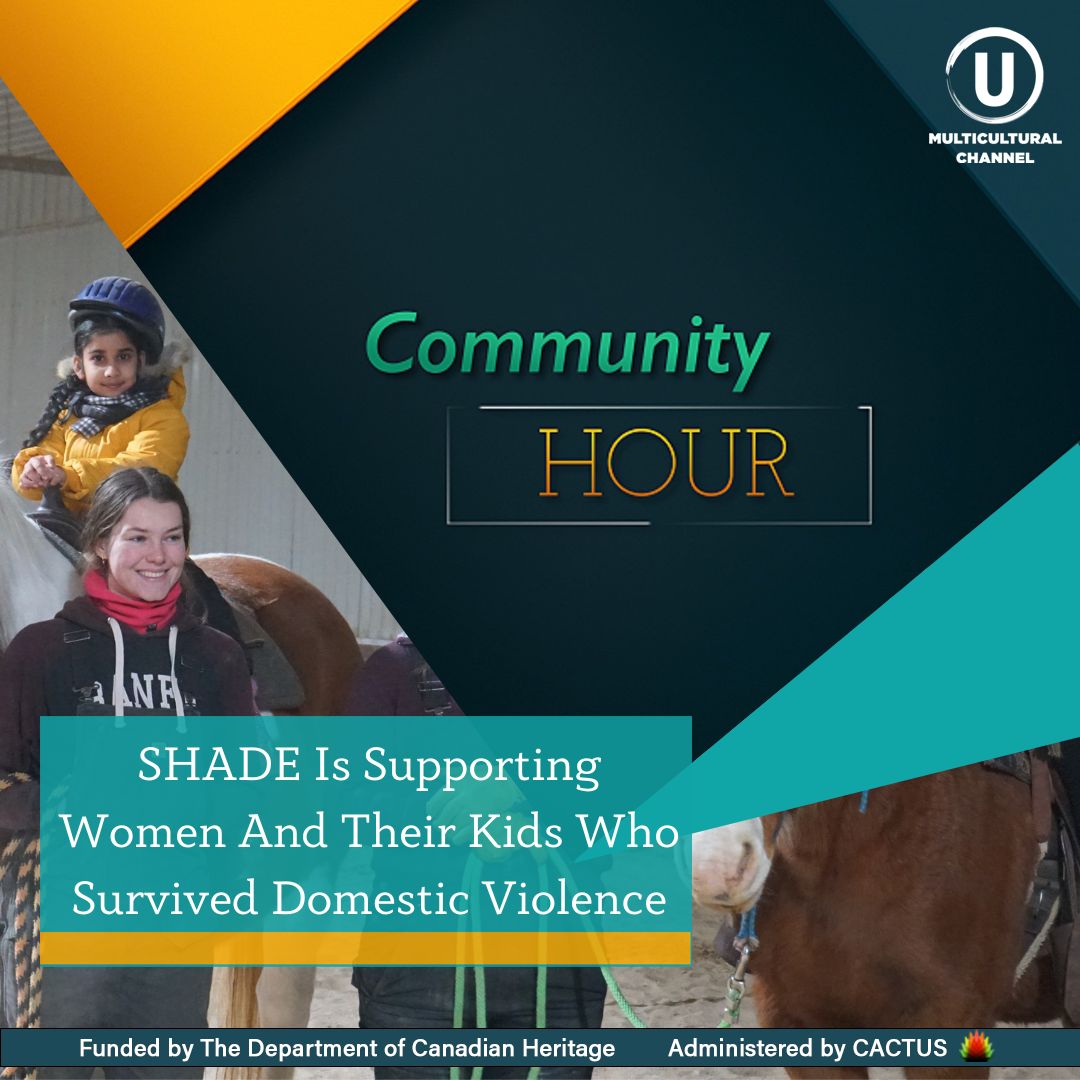 U
MULTICULTURAL
CHANNEL
Community
HOUR
SHADE Is Supporting
Women And Their Kids Who
Survived Domestic Violence
Funded by The Department of Canadian Heritage
Administered by CACTUS